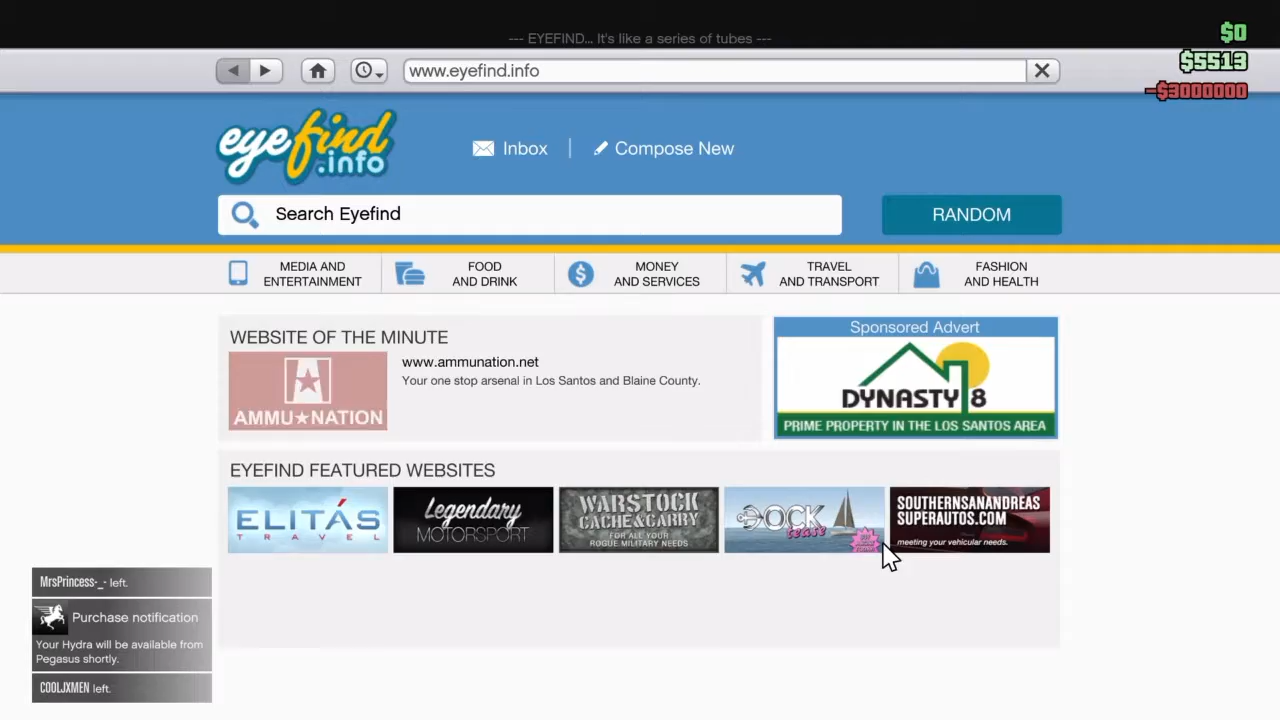 --- EYEFIND... It's like a series of tubes ---
$0
$5513
-$3000000
www.eyefind.info
eyefind
.info
Inbox
Compose New
Search Eyefind
RANDOM
MEDIA AND
ENTERTAINMENT
FOOD
AND DRINK
MONEY
AND SERVICES
TRAVEL
AND TRANSPORT
FASHION
AND HEALTH
WEBSITE OF THE MINUTE
AMMU★NATION
www.ammunation.net
Your one stop arsenal in Los Santos and Blaine County.
Sponsored Advert
DYNASTY 8
PRIME PROPERTY IN THE LOS SANTOS AREA
EYEFIND FEATURED WEBSITES
ELITÁS
TRAVEL
Legendary
MOTORSPORT
WARSTOCK
CACHE&CARRY
FOR ALL YOUR
ROGUE MILITARY NEEDS
DOCK
tease
SOUTHERNSANANDREAS
SUPERAUTOS.COM
meeting your vehicular needs.
MrsPrincess-_- left.
Purchase notification
Your Hydra will be available from
Pegasus shortly.
COOLJXMEN left.